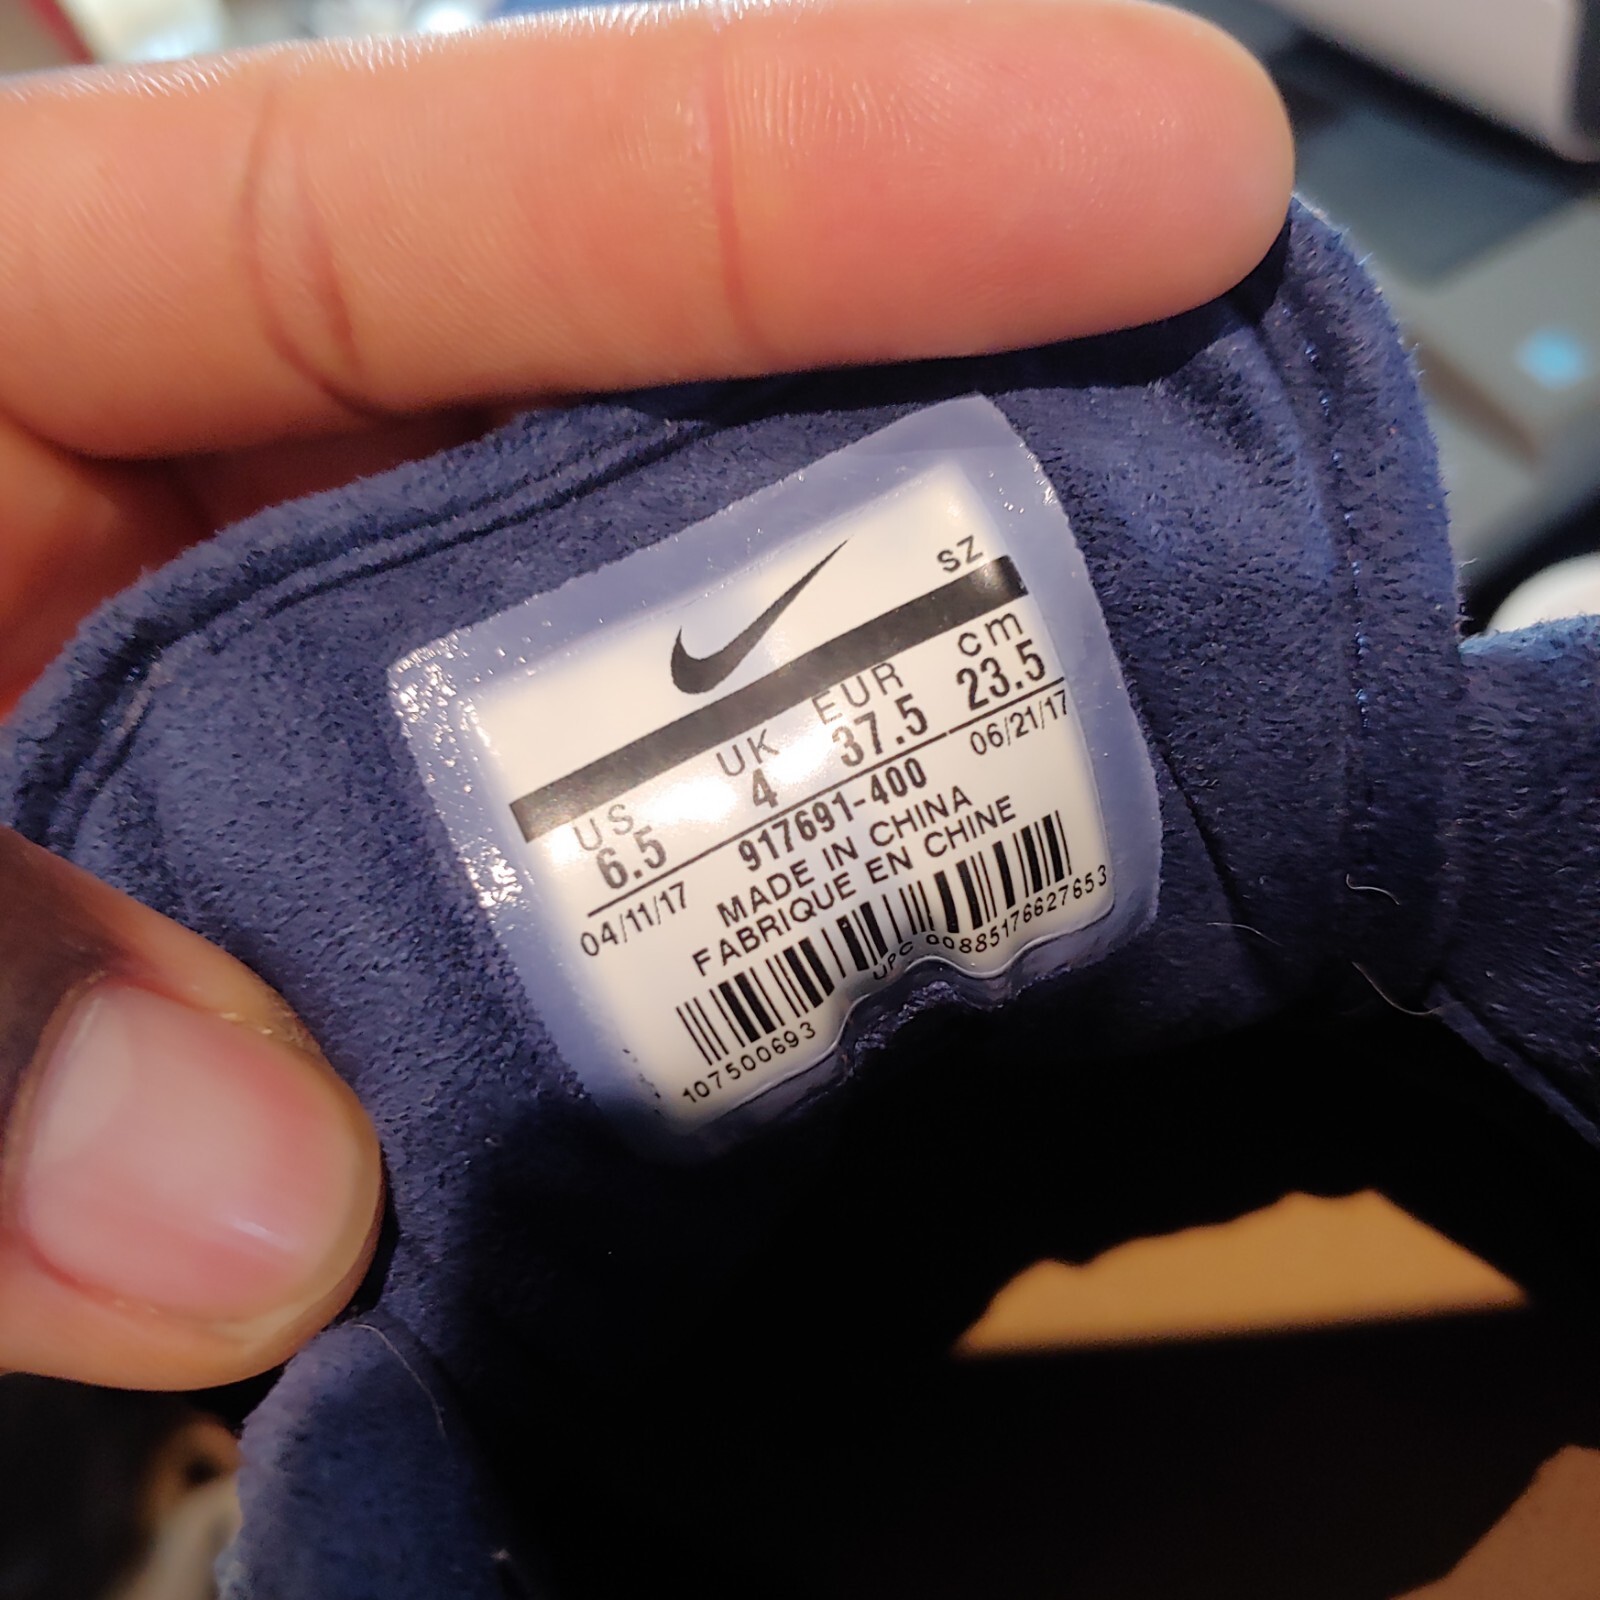 SZ
US UK EUR cm
6.5 4 37.5 23.5
04/11/17 917691-400 06/21/17
MADE IN CHINA
FABRIQUE EN CHINE
UPC 00885176627653
107500693